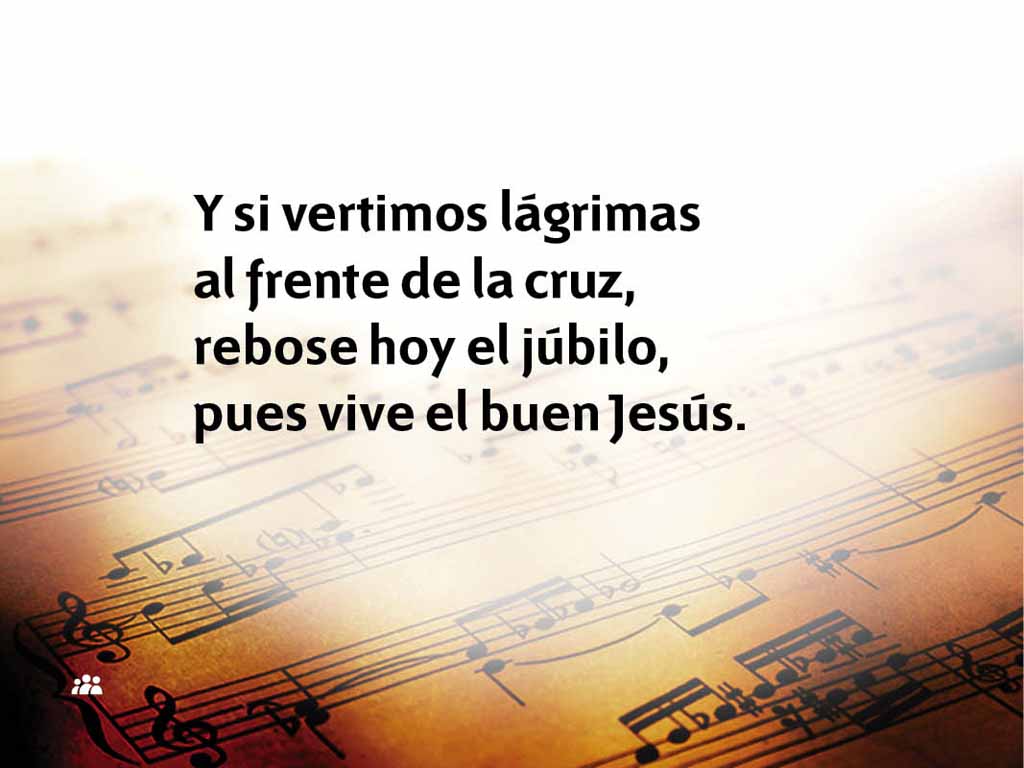 Y si vertimos lágrimas
al frente de la cruz,
rebose hoy el júbilo,
pues vive el buen Jesús.